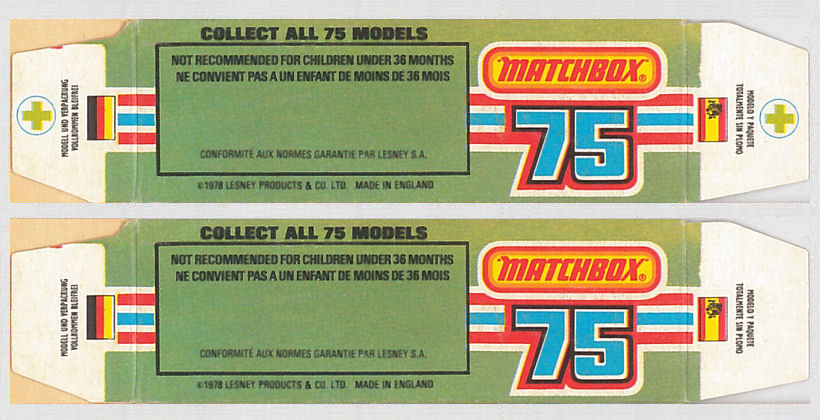 COLLECT ALL 75 MODELS
NOT RECOMMENDED FOR CHILDREN UNDER 36 MONTHS
NE CONVIENT PAS A UN ENFANT DE MOINS DE 36 MOIS
CONFORMITÉ AUX NORMES GARANTIE PAR LESNEY S.A.
©1978 LESNEY PRODUCTS & CO. LTD. MADE IN ENGLAND
MODELL UND VERPACKUNG
VOLLKOMMEN BLEIFREI
MATCHBOX®
75
MODELO Y PAQUETE
TOTALMENTE SIN PLOMO
COLLECT ALL 75 MODELS
NOT RECOMMENDED FOR CHILDREN UNDER 36 MONTHS
NE CONVIENT PAS A UN ENFANT DE MOINS DE 36 MOIS
CONFORMITÉ AUX NORMES GARANTIE PAR LESNEY S.A.
©1978 LESNEY PRODUCTS & CO. LTD. MADE IN ENGLAND
MODELL UND VERPACKUNG
VOLLKOMMEN BLEIFREI
MATCHBOX®
75
MODELO Y PAQUETE
TOTALMENTE SIN PLOMO